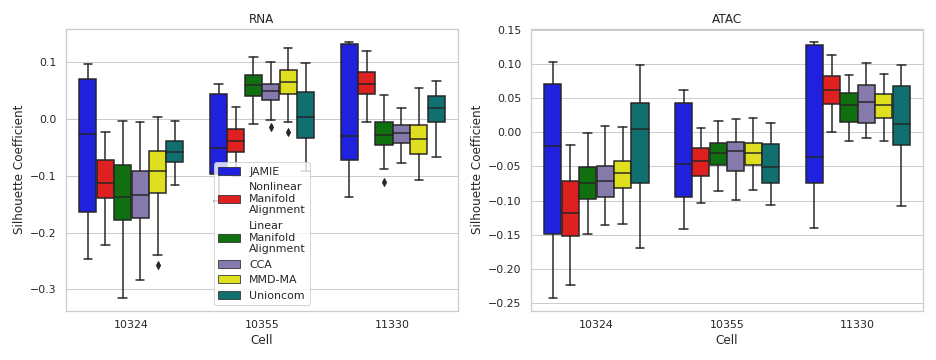 RNA
Silhouette Coefficient
0.1
0.0
−0.1
−0.2
−0.3
10324
10355
11330
Cell
JAMIE
Nonlinear
Manifold
Alignment
Linear
Manifold
Alignment
CCA
MMD-MA
Unioncom
ATAC
Silhouette Coefficient
0.15
0.10
0.05
0.00
−0.05
−0.10
−0.15
−0.20
−0.25
10324
10355
11330
Cell